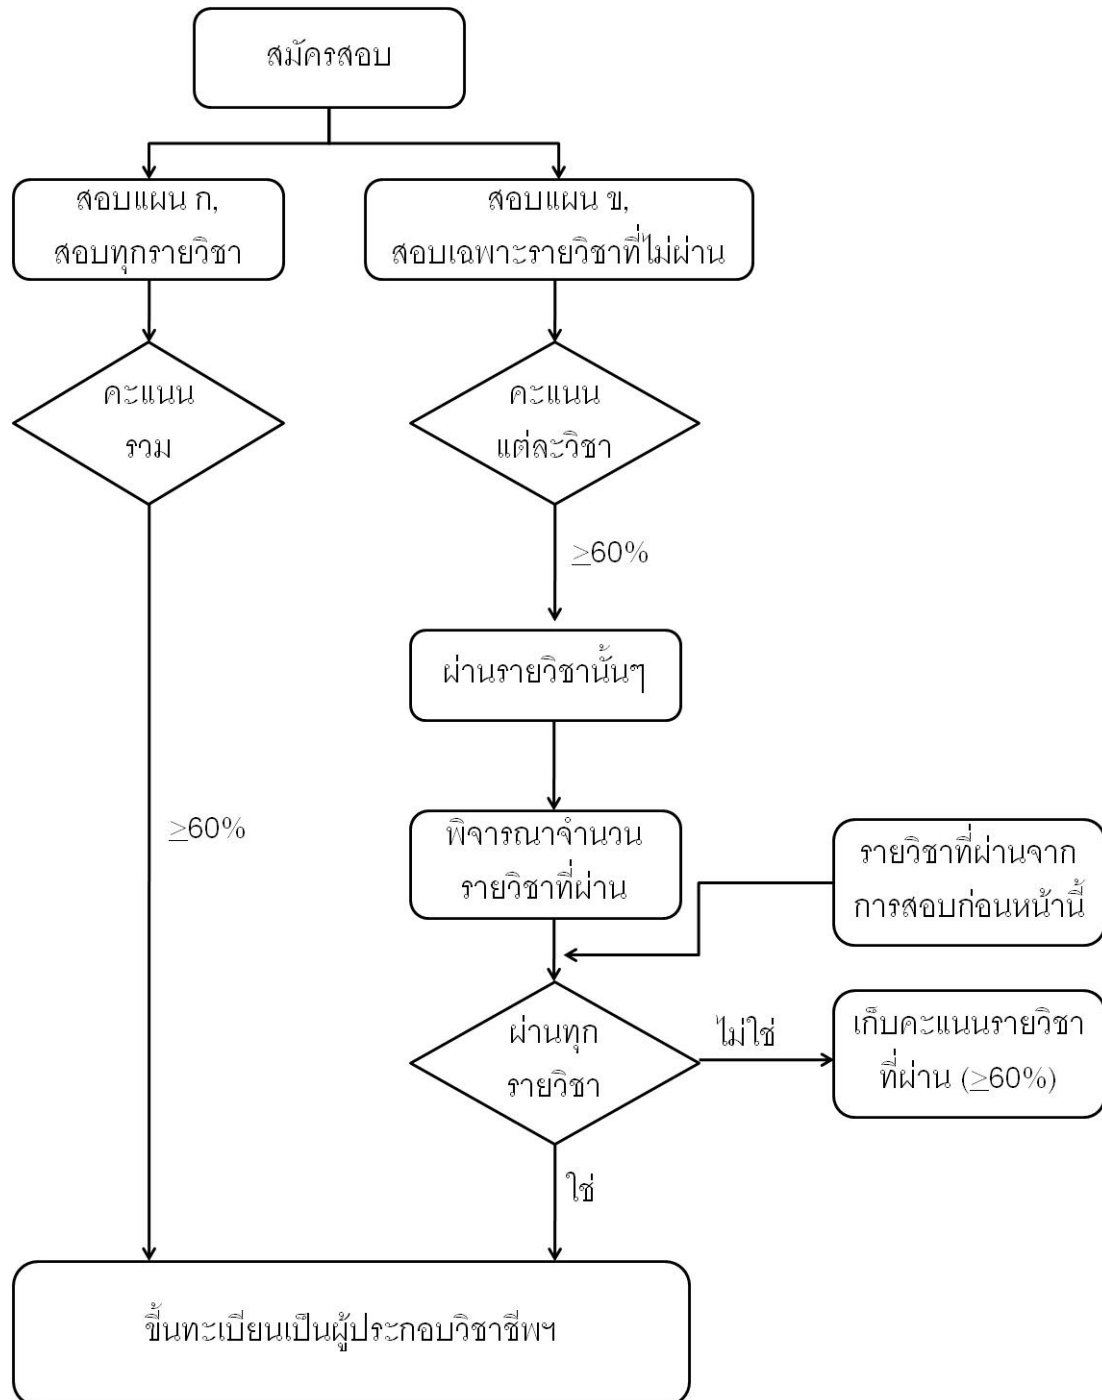 สมัครสอบ
สอบแผน ก,
สอบทุกรายวิชา
สอบแผน ข,
สอบเฉพาะรายวิชาที่ไม่ผ่าน
คะแนน
รวม
คะแนน
แต่ละวิชา
≥60%
ผ่านรายวิชานั้นๆ
≥60%
พิจารณาจำนวน
รายวิชาที่ผ่าน
รายวิชาที่ผ่านจาก
การสอบก่อนหน้านี้
ผ่านทุก
รายวิชา
ไม่ใช่
เก็บคะแนนรายวิชา
ที่ผ่าน (≥60%)
ใช่
ขึ้นทะเบียนเป็นผู้ประกอบวิชาชีพฯ